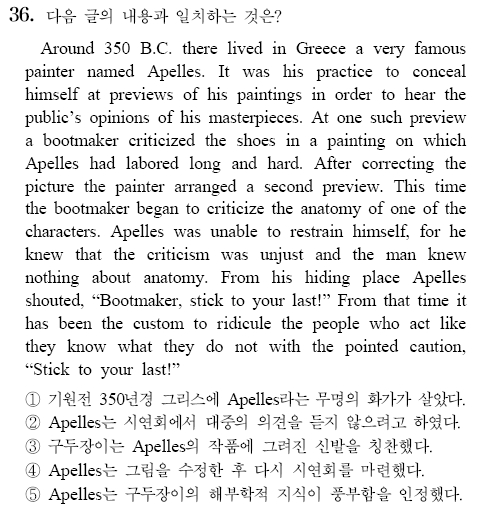 36. 다음 글의 내용과 일치하는 것은?
Around 350 B.C. there lived in Greece a very famous
painter named Apelles. It was his practice to conceal
himself at previews of his paintings in order to hear the
public's opinions of his masterpieces. At one such preview
a bootmaker criticized the shoes in a painting on which
Apelles had labored long and hard. After correcting the
picture the painter arranged a second preview. This time
the bootmaker began to criticize the anatomy of one of the
characters. Apelles was unable to restrain himself, for he
knew that the criticism was unjust and the man knew
nothing about anatomy. From his hiding place Apelles
shouted, “Bootmaker, stick to your last!” From that time it
has been the custom to ridicule the people who act like
they know what they do not with the pointed caution,
“Stick to your last!”
① 기원전 350년경 그리스에 Apelles라는 무명의 화가가 살았다.
② Apelles는 시연회에서 대중의 의견을 듣지 않으려고 하였다.
③ 구두장이는 Apelles의 작품에 그려진 신발을 칭찬했다.
④ Apelles는 그림을 수정한 후 다시 시연회를 마련했다.
⑤ Apelles는 구두장이의 해부학적 지식이 풍부함을 인정했다.